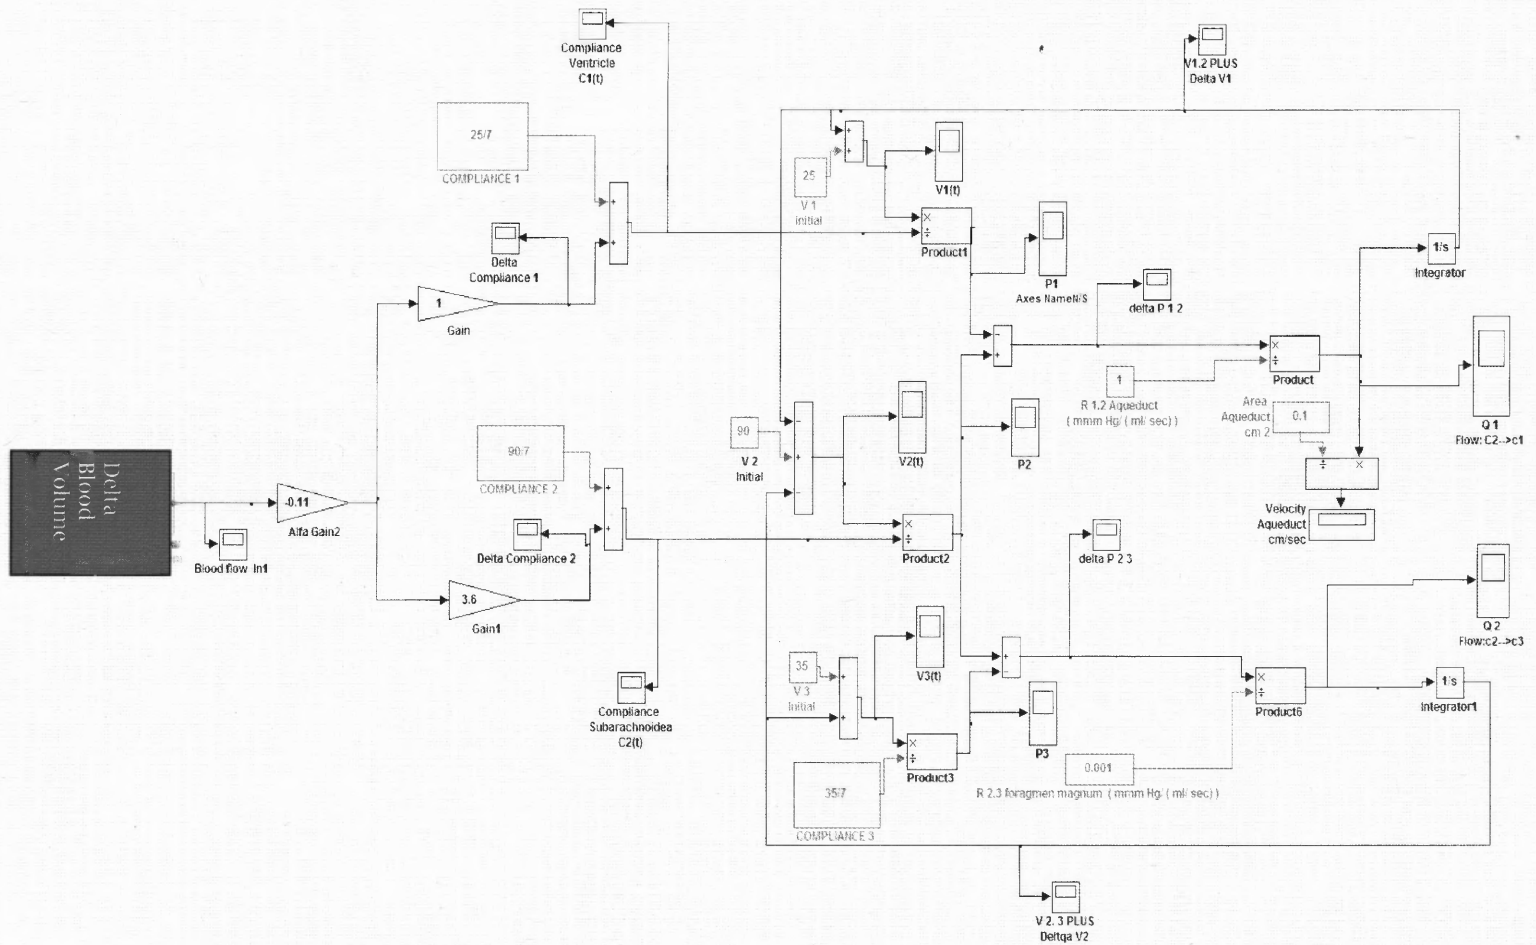 Compliance
Ventricle
C1(t)
V1.2 PLUS
Delta V1
25/7
COMPLIANCE 1
+
+
25
V 1
Initial
V1(t)
+
+
Delta
Compliance 1
×
÷
Product1
P1
Axes NameN/S
1/s
Integrator
1
Gain
delta P 1 2
-
+
×
÷
Product
1
R 1.2 Aqueduct
( mmm Hg/ ( ml/ sec) )
Area
Aqueduct
cm 2
0.1
Q 1
Flow: C2-->c1
90
V 2
Initial
-
+
-
V2(t)
P2
÷
×
Velocity
Aqueduct
cm/sec
Delta
Blood
Volume
Blood flow In1
-0.11
Alfa Gain2
90/7
COMPLIANCE 2
+
+
Delta Compliance 2
3.6
Gain1
×
÷
Product2
delta P 2 3
Q 2
Flow:c2-->c3
Compliance
Subarachnoidea
C2(t)
35
V 3
Initial
+
+
V3(t)
+
-
×
÷
Product6
1/s
Integrator1
×
÷
Product3
P3
35/7
COMPLIANCE 3
0.001
R 2.3 foragmen magnum ( mmm Hg/ ( ml/ sec) )
V 2. 3 PLUS
Deltqa V2